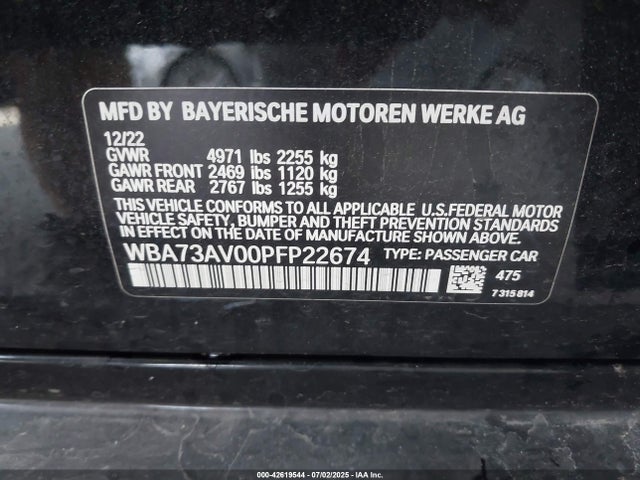 MFD BY BAYERISCHE MOTOREN WERKE AG
12/22
GVWR 4971 lbs 2255 kg
GAWR FRONT 2469 lbs 1120 kg
GAWR REAR 2767 lbs 1255 kg
THIS VEHICLE CONFORMS TO ALL APPLICABLE U.S.FEDERAL MOTOR
VEHICLE SAFETY, BUMPER AND THEFT PREVENTION STANDARDS
IN EFFECT ON THE DATE OF MANUFACTURE SHOWN ABOVE.
WBA73AV00PFP22674 TYPE: PASSENGER CAR
475
7315814
000-42619544 - 07/02/2025 - IAA Inc.